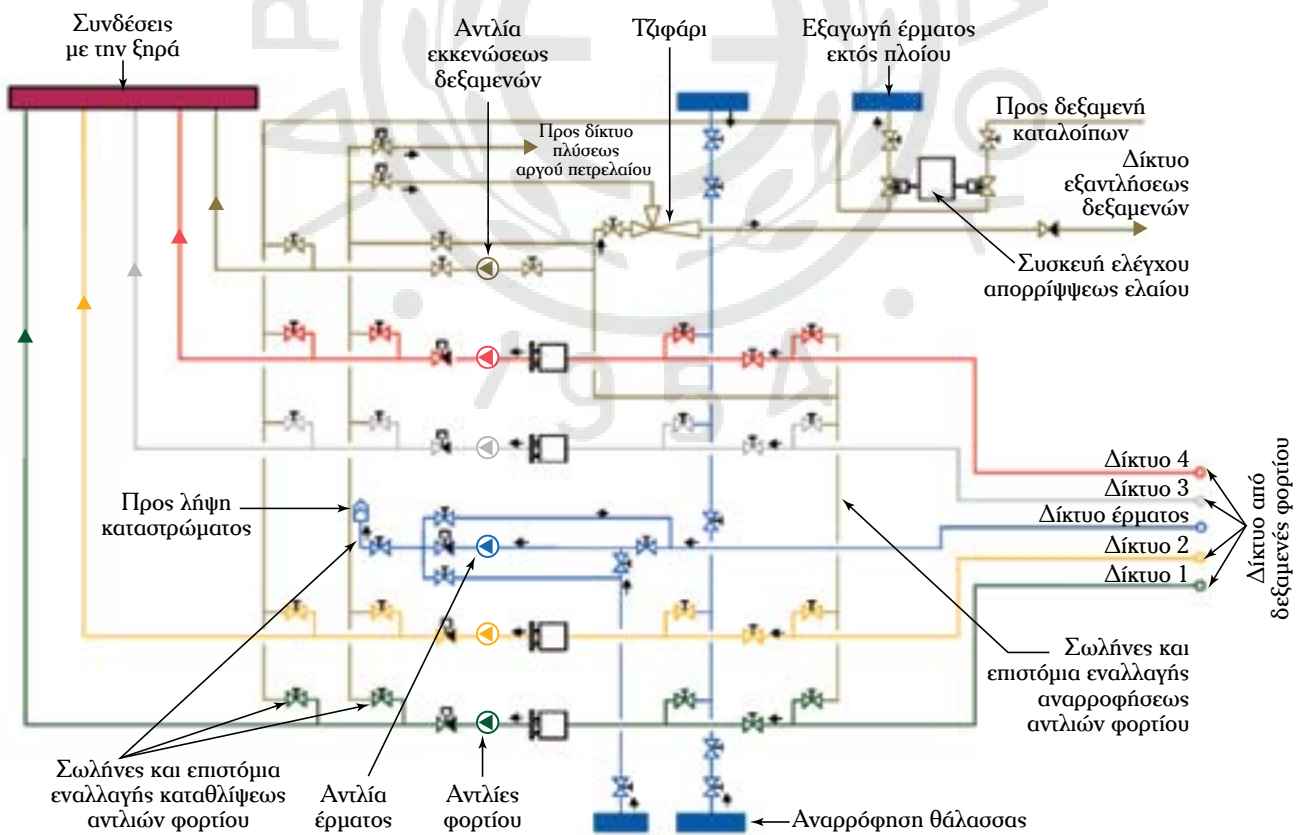 Συνδέσεις
με την ξηρά
Αντλία
εκκενώσεως
δεξαμενών
Τζιφάρι
Εξαγωγή έρματος
εκτός πλοίου
Προς δεξαμενή
καταλοίπων
Προς δίκτυο
πλύσεως
αργού πετρελαίου
Δίκτυο
εξαντλήσεως
δεξαμενών
Συσκευή ελέγχου
απορρίψψεως ελαίου
1954
Προς λήψη
καταστρώματος
Δίκτυο 4
Δίκτυο 3
Δίκτυο έρματος
Δίκτυο 2
Δίκτυο 1
Δίκτυο από
δεξαμενές φορτίου
Σωλήνες και
επιστόμια εναλλαγής
αναρροφήσεως
αντλιών φορτίου
Σωλήνες και επιστόμια
εναλλαγής καταθλίψεως
αντλιών φορτίου
Αντλία
έρματος
Αντλίες
φορτίου
Αναρρόφηση θάλασσας